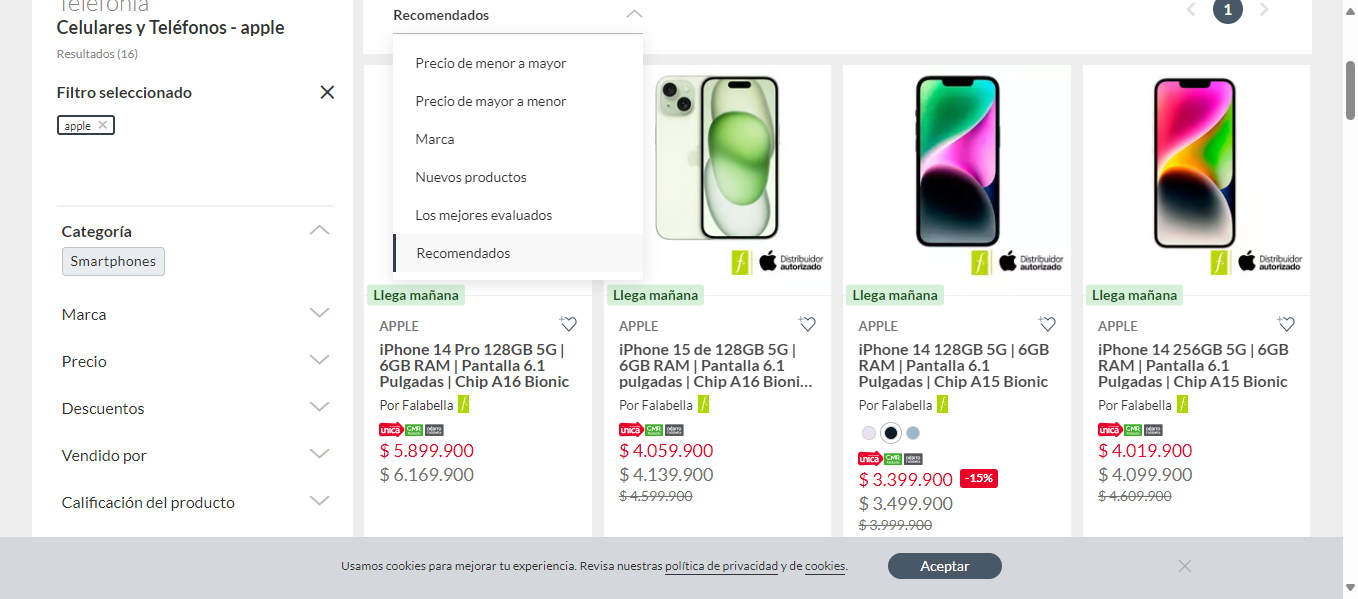 Telefonía
Celulares y Teléfonos - apple
Resultados (16)
Filtro seleccionado
apple
Categoría
Smartphones
Marca
Precio
Descuentos
Vendido por
Calificación del producto
Recomendados
1
Precio de menor a mayor
Precio de mayor a menor
Marca
Nuevos productos
Los mejores evaluados
Recomendados
Llega mañana
APPLE
iPhone 14 Pro 128GB 5G |
6GB RAM | Pantalla 6.1
Pulgadas | Chip A16 Bionic
Por Falabella f
única CMR
$ 5.899.900
$ 6.169.900
f Distribuidor
autorizado
Llega mañana
APPLE
iPhone 15 de 128GB 5G |
6GB RAM | Pantalla 6.1
pulgadas | Chip A16 Bioni...
Por Falabella f
única CMR
$ 4.059.900
$ 4.139.900
$ 4.599.900
f Distribuidor
autorizado
Llega mañana
APPLE
iPhone 14 128GB 5G | 6GB
RAM | Pantalla 6.1
Pulgadas | Chip A15 Bionic
Por Falabella f
única CMR
$ 3.399.900 -15%
$ 3.499.900
$ 3.999.900
f Distribuidor
autorizado
Llega mañana
APPLE
iPhone 14 256GB 5G | 6GB
RAM | Pantalla 6.1
Pulgadas | Chip A15 Bionic
Por Falabella f
única CMR
$ 4.019.900
$ 4.099.900
$ 4.609.900
Usamos cookies para mejorar tu experiencia. Revisa nuestras política de privacidad y de cookies.
Aceptar